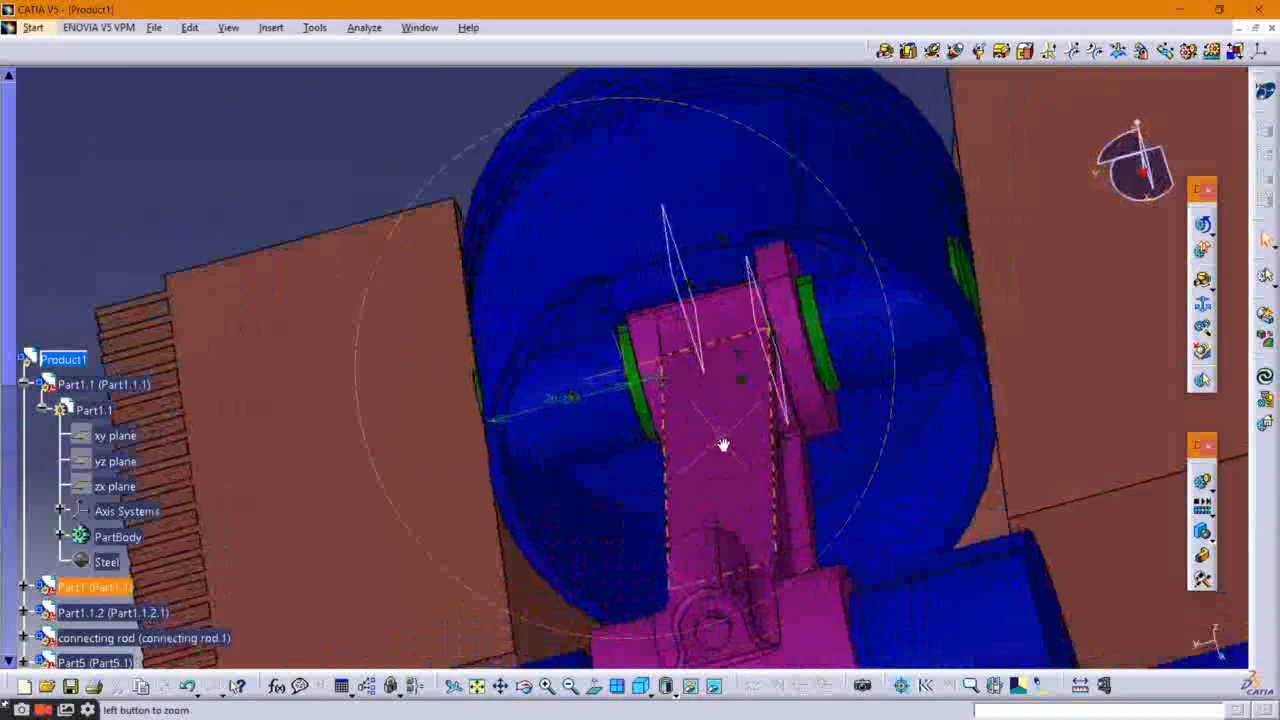 CATIA V5 - [Product1]
Start ENOVIA V5 VPM File Edit View Insert Tools Analyze Window Help
Product1
Part1.1 (Part1.1.1)
Part1.1
xy plane
yz plane
zx plane
Axis Systems
PartBody
Steel
Part1 (Part1.1)
Part1.1.2 (Part1.1.2.1)
connecting rod (connecting rod.1)
Part5 (Part5.1)
left button to zoom
CATIA